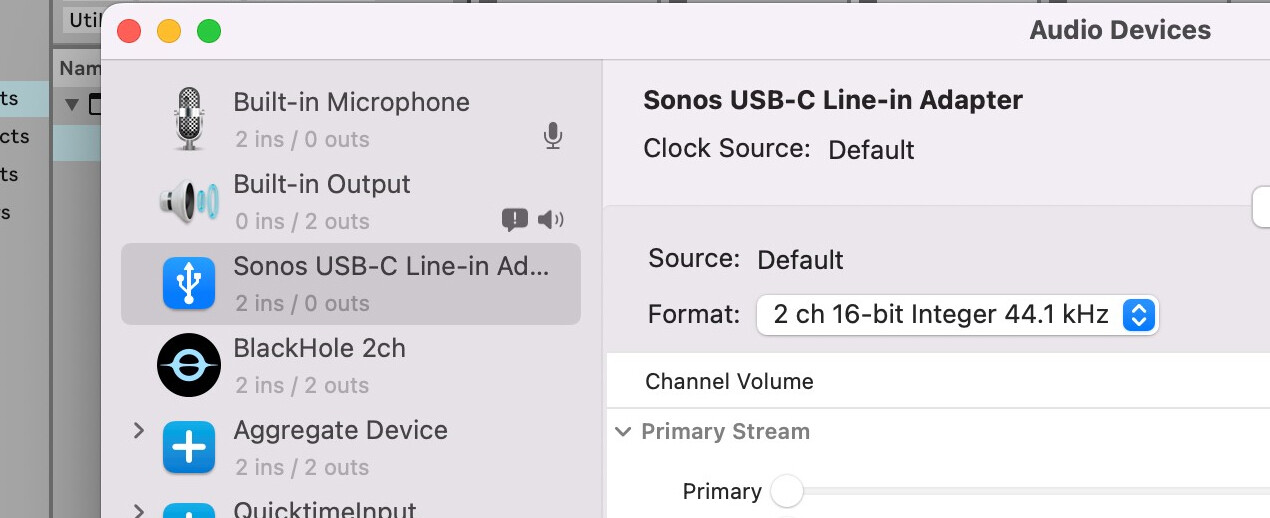 Util
Nam
ts
cts
ts
s
Audio Devices
Built-in Microphone
2 ins / 0 outs
Built-in Output
0 ins / 2 outs
Sonos USB-C Line-in Ad...
2 ins / 0 outs
BlackHole 2ch
2 ins / 2 outs
Aggregate Device
2 ins / 2 outs
QuicktimeInput
Sonos USB-C Line-in Adapter
Clock Source: Default
Source: Default
Format: 2 ch 16-bit Integer 44.1 kHz
Channel Volume
Primary Stream
Primary